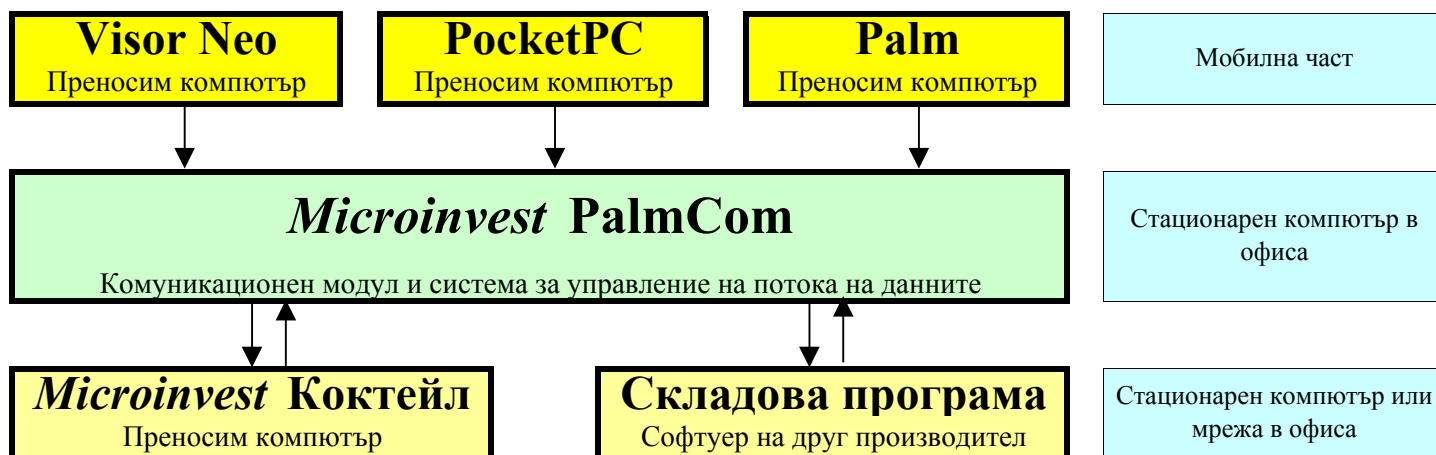 Visor Neo
Преносим компютър
PocketPC
Преносим компютър
Palm
Преносим компютър
Мобилна част
Microinvest PalmCom
Комуникационен модул и система за управление на потока на данните
Стационарен компютър в
офиса
Microinvest Коктейл
Преносим компютър
Складова програма
Софтуер на друг производител
Стационарен компютър или
мрежа в офиса